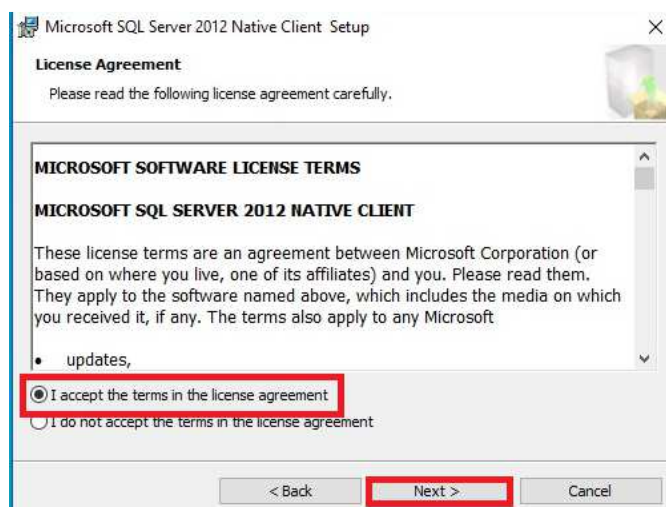 Microsoft SQL Server 2012 Native Client Setup
License Agreement
Please read the following license agreement carefully.
MICROSOFT SOFTWARE LICENSE TERMS
MICROSOFT SQL SERVER 2012 NATIVE CLIENT
These license terms are an agreement between Microsoft Corporation (or
based on where you live, one of its affiliates) and you. Please read them.
They apply to the software named above, which includes the media on which
you received it, if any. The terms also apply to any Microsoft
• updates,
I accept the terms in the license agreement
I do not accept the terms in the license agreement
< Back
Next >
Cancel